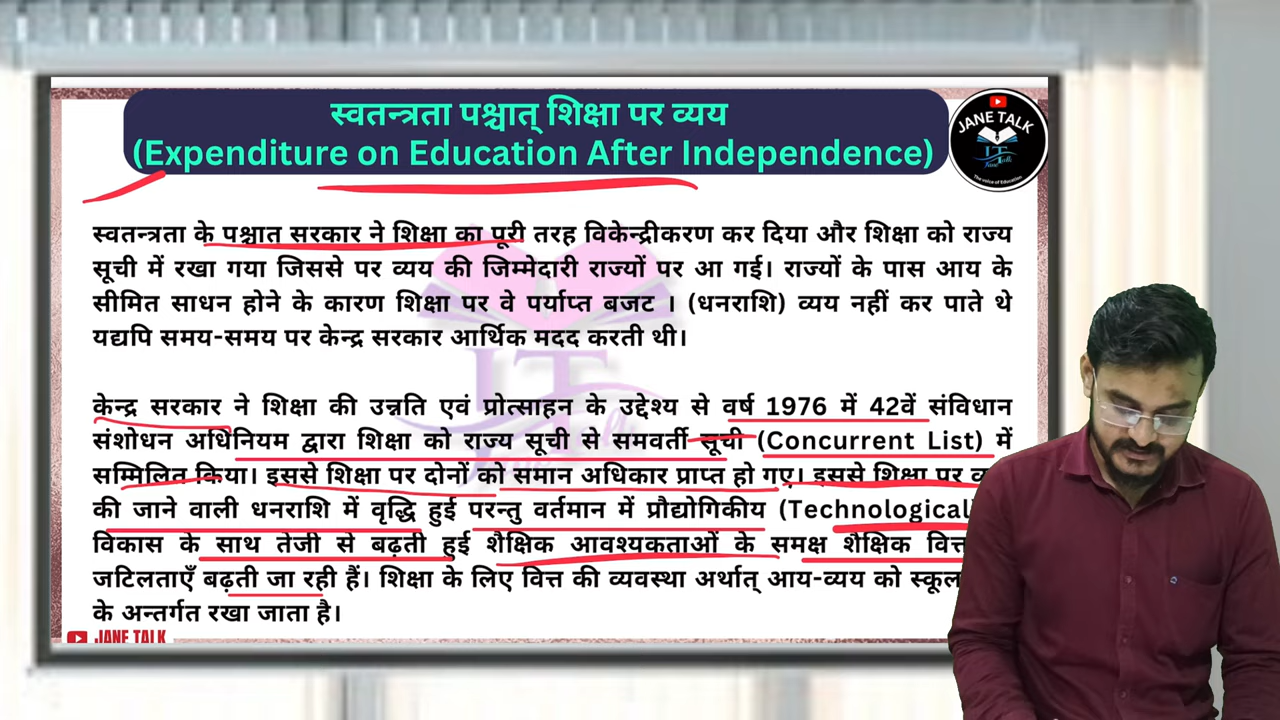 स्वतन्त्रता पश्चात् शिक्षा पर व्यय
(Expenditure on Education After Independence)
JANE TALK
The voice of Education
स्वतन्त्रता के पश्चात सरकार ने शिक्षा का पूरी तरह विकेन्द्रीकरण कर दिया और शिक्षा को राज्य
सूची में रखा गया जिससे पर व्यय की जिम्मेदारी राज्यों पर आ गई। राज्यों के पास आय के
सीमित साधन होने के कारण शिक्षा पर वे पर्याप्त बजट । (धनराशि) व्यय नहीं कर पाते थे
यद्यपि समय-समय पर केन्द्र सरकार आर्थिक मदद करती थी।
केन्द्र सरकार ने शिक्षा की उन्नति एवं प्रोत्साहन के उद्देश्य से वर्ष 1976 में 42वें संविधान
संशोधन अधिनियम द्वारा शिक्षा को राज्य सूची से समवर्ती सूची (Concurrent List) में
सम्मिलित किया। इससे शिक्षा पर दोनों को समान अधिकार प्राप्त हो गए। इससे शिक्षा पर
की जाने वाली धनराशि में वृद्धि हुई परन्तु वर्तमान में प्रौद्योगिकीय (Technological
विकास के साथ तेजी से बढ़ती हुई शैक्षिक आवश्यकताओं के समक्ष शैक्षिक
जटिलताएँ बढ़ती जा रही हैं। शिक्षा के लिए वित्त की व्यवस्था अर्थात् आय-व्यय को स्कूल
के अन्तर्गत रखा जाता है।
JANE TALK